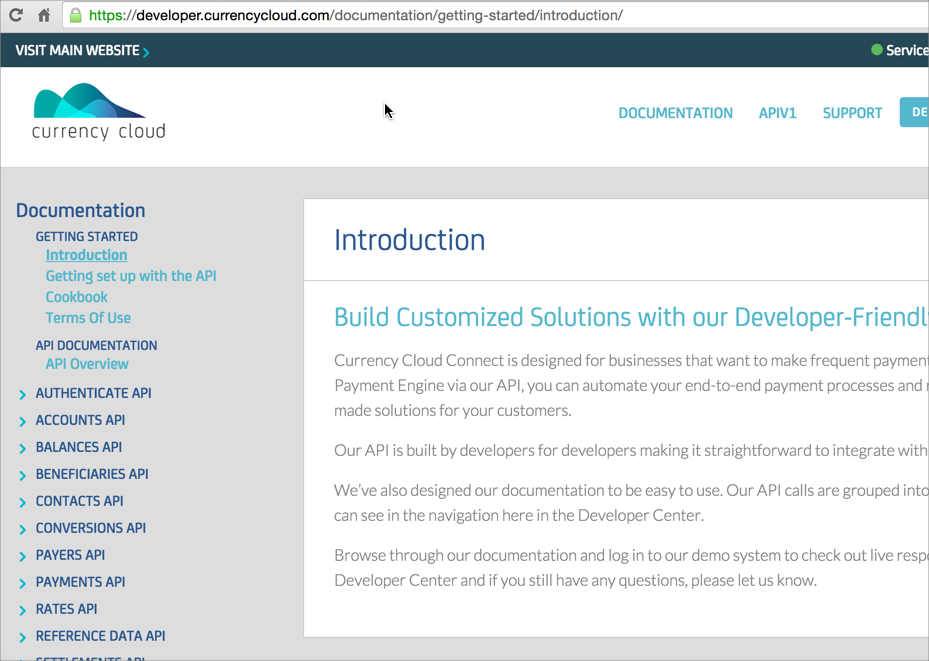 https://developer.currencycloud.com/documentation/getting-started/introduction/
VISIT MAIN WEBSITE
Service
currency cloud
DOCUMENTATION APIV1 SUPPORT DE
Documentation
GETTING STARTED
Introduction
Getting set up with the API
Cookbook
Terms Of Use
API DOCUMENTATION
API Overview
AUTHENTICATE API
ACCOUNTS API
BALANCES API
BENEFICIARIES API
CONTACTS API
CONVERSIONS API
PAYERS API
PAYMENTS API
RATES API
REFERENCE DATA API
SETTLEMENTS API
Introduction
Build Customized Solutions with our Developer-Friendl
Currency Cloud Connect is designed for businesses that want to make frequent paymen
Payment Engine via our API, you can automate your end-to-end payment processes and
made solutions for your customers.
Our API is built by developers for developers making it straightforward to integrate with
We've also designed our documentation to be easy to use. Our API calls are grouped into
can see in the navigation here in the Developer Center.
Browse through our documentation and log in to our demo system to check out live resp
Developer Center and if you still have any questions, please let us know.